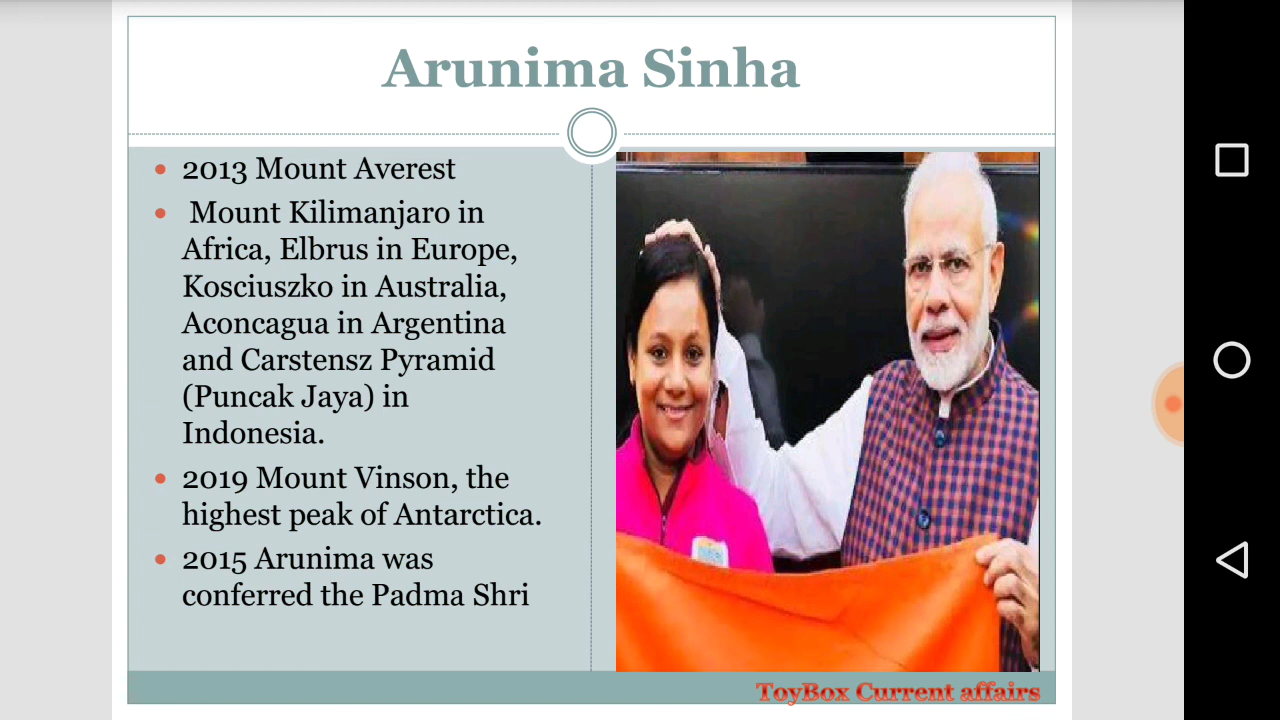 Arunima Sinha
2013 Mount Averest
Mount Kilimanjaro in
Africa, Elbrus in Europe,
Kosciuszko in Australia,
Aconcagua in Argentina
and Carstensz Pyramid
(Puncak Jaya) in
Indonesia.
2019 Mount Vinson, the
highest peak of Antarctica.
2015 Arunima was
conferred the Padma Shri
ToyBox Current affairs